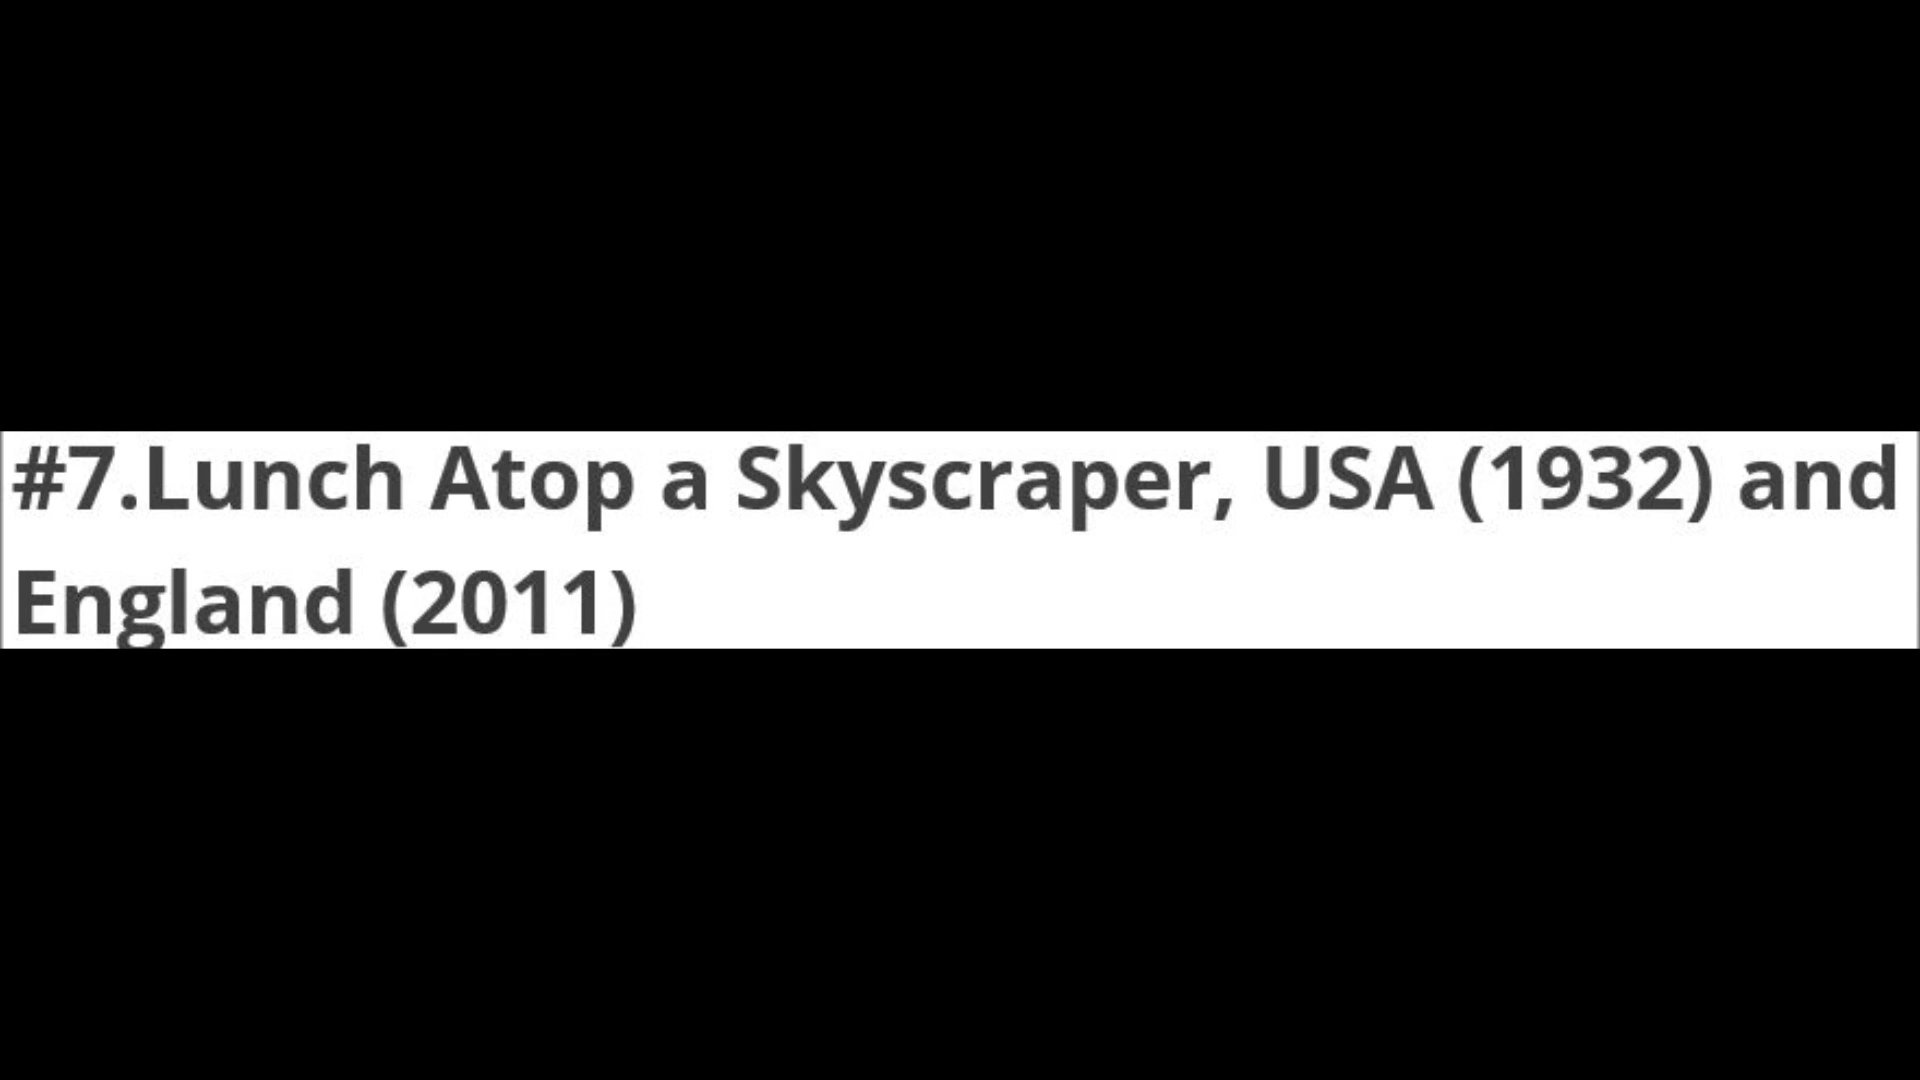 #7.Lunch Atop a Skyscraper, USA (1932) and
England (2011)